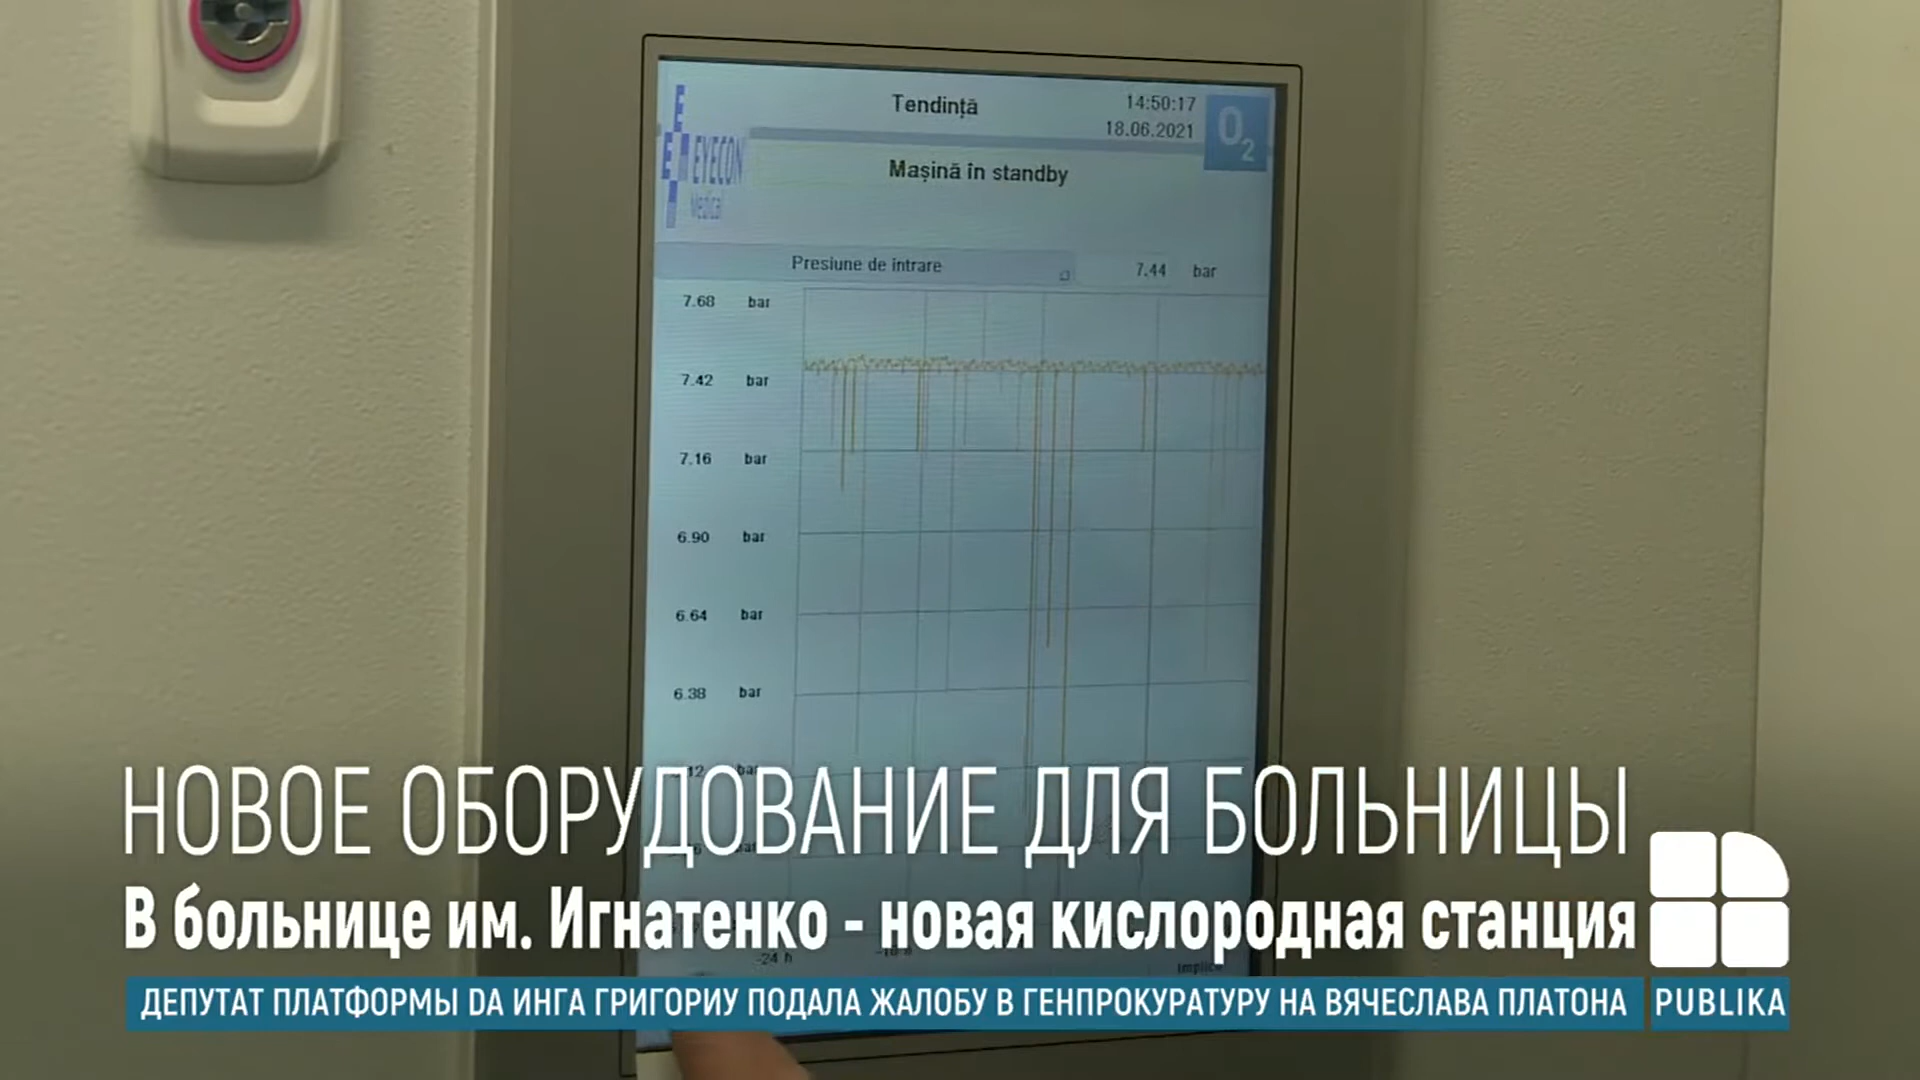 Tendință
14:50:17
18.06.2021
O2
EYECON
Medical
Mașină în standby
Presiune de intrare 7.44 bar
7.68 bar
7.42 bar
7.16 bar
6.90 bar
6.64 bar
6.38 bar
bar
НОВОЕ ОБОРУДОВАНИЕ ДЛЯ БОЛЬНИЦЫ
В больнице им. Игнатенко - новая кислородная станция
-24 h
ДЕПУТАТ ПЛАТФОРМЫ DA ИНГА ГРИГОРИУ ПОДАЛА ЖАЛОБУ В ГЕНПРОКУРАТУРУ НА ВЯЧЕСЛАВА ПЛАТОНА
PUBLIKA